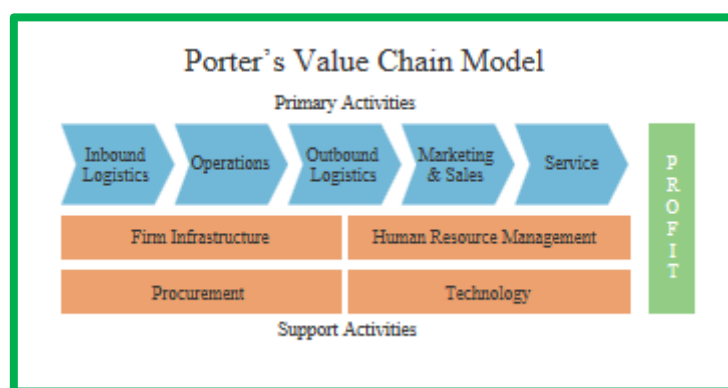 Porter's Value Chain Model
Primary Activities
Inbound
Logistics
Operations
Outbound
Logistics
Marketing
& Sales
Service
Firm Infrastructure
Human Resource Management
Procurement
Technology
Support Activities
PROFIT